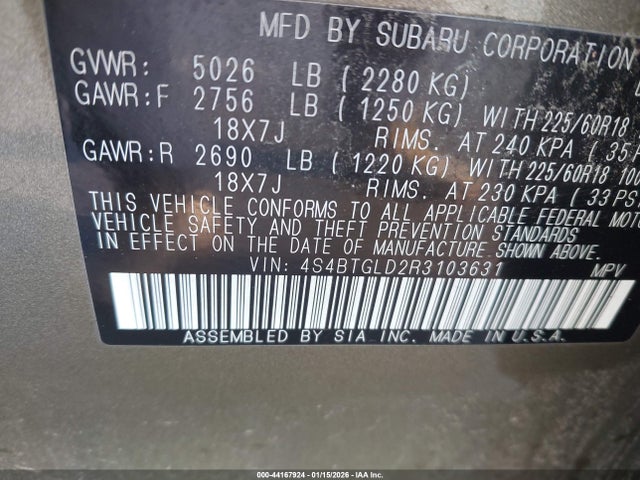 MFD BY SUBARU CORPORATION
GVWR: 5026 LB ( 2280 KG)
GAWR:F 2756 LB ( 1250 KG) WITH 225/60R18
18X7J RIMS. AT 240 KPA ( 35
GAWR:R 2690 LB ( 1220 KG) WITH 225/60R18
18X7J RIMS. AT 230 KPA ( 33 PS
THIS VEHICLE CONFORMS TO ALL APPLICABLE FEDERAL MOTOR
VEHICLE SAFETY AND THEFT PREVENTION STANDARDS
IN EFFECT ON THE DATE OF MANUFACTURE SHOWN ABOVE.
VIN: 4S4BTGLD2R3103631 MPV
ASSEMBLED BY SIA INC. MADE IN U.S.A.
000-44167924 - 01/15/2026 - IAA Inc.